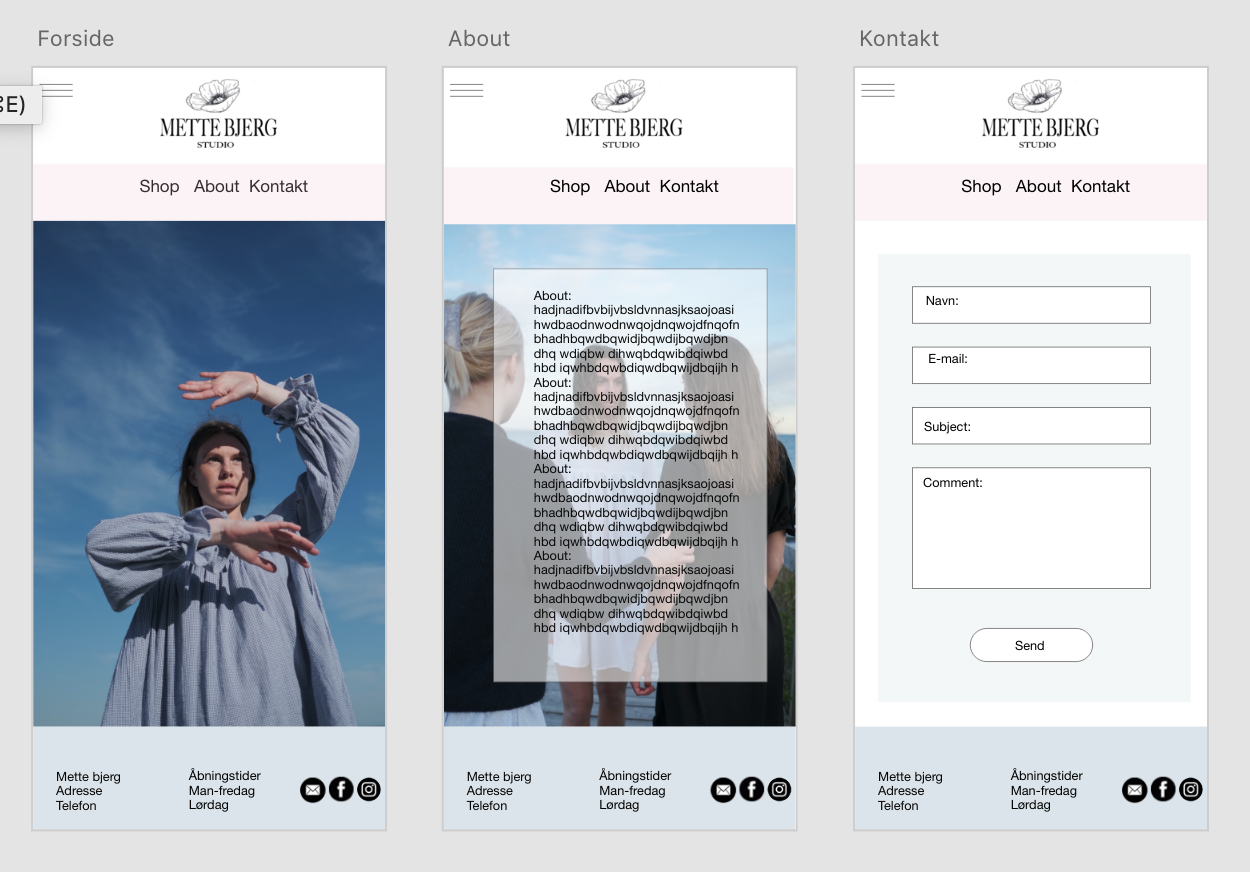 Forside
ЖE)
METTE BJERG
STUDIO
Shop About Kontakt
Mette bjerg
Adresse
Telefon
Åbningstider
Man-fredag
Lørdag
About
METTE BJERG
STUDIO
Shop About Kontakt
About:
hadjnadifbvbijvbsldvnnasjksaojoasi
hwdbaodnwodnwqojdnqwojdfnqofn
bhadhbqwdbqwidjbqwdijbqwdjbn
dhq wdiqbw dihwqbdqwibdqiwbd
hbd iqwhbdqwbdiqwdbqwijdbqijh h
About:
hadjnadifbvbijvbsldvnnasjksaojoasi
hwdbaodnwodnwqojdnqwojdfnqofn
bhadhbqwdbqwidjbqwdijbqwdjbn
dhq wdiqbw dihwqbdqwibdqiwbd
hbd iqwhbdqwbdiqwdbqwijdbqijh h
About:
hadjnadifbvbijvbsldvnnasjksaojoasi
hwdbaodnwodnwqojdnqwojdfnqofn
bhadhbqwdbqwidjbqwdijbqwdjbn
dhq wdiqbw dihwqbdqwibdqiwbd
hbd iqwhbdqwbdiqwdbqwijdbqijh h
About:
hadjnadifbvbijvbsldvnnasjksaojoasi
hwdbaodnwodnwqojdnqwojdfnqofn
bhadhbqwdbqwidjbqwdijbqwdjbn
dhq wdiqbw dihwqbdqwibdqiwbd
hbd iqwhbdqwbdiqwdbqwijdbqijh h
Mette bjerg
Adresse
Telefon
Åbningstider
Man-fredag
Lørdag
Kontakt
METTE BJERG
STUDIO
Shop About Kontakt
Navn:
E-mail:
Subject:
Comment:
Send
Mette bjerg
Adresse
Telefon
Åbningstider
Man-fredag
Lørdag